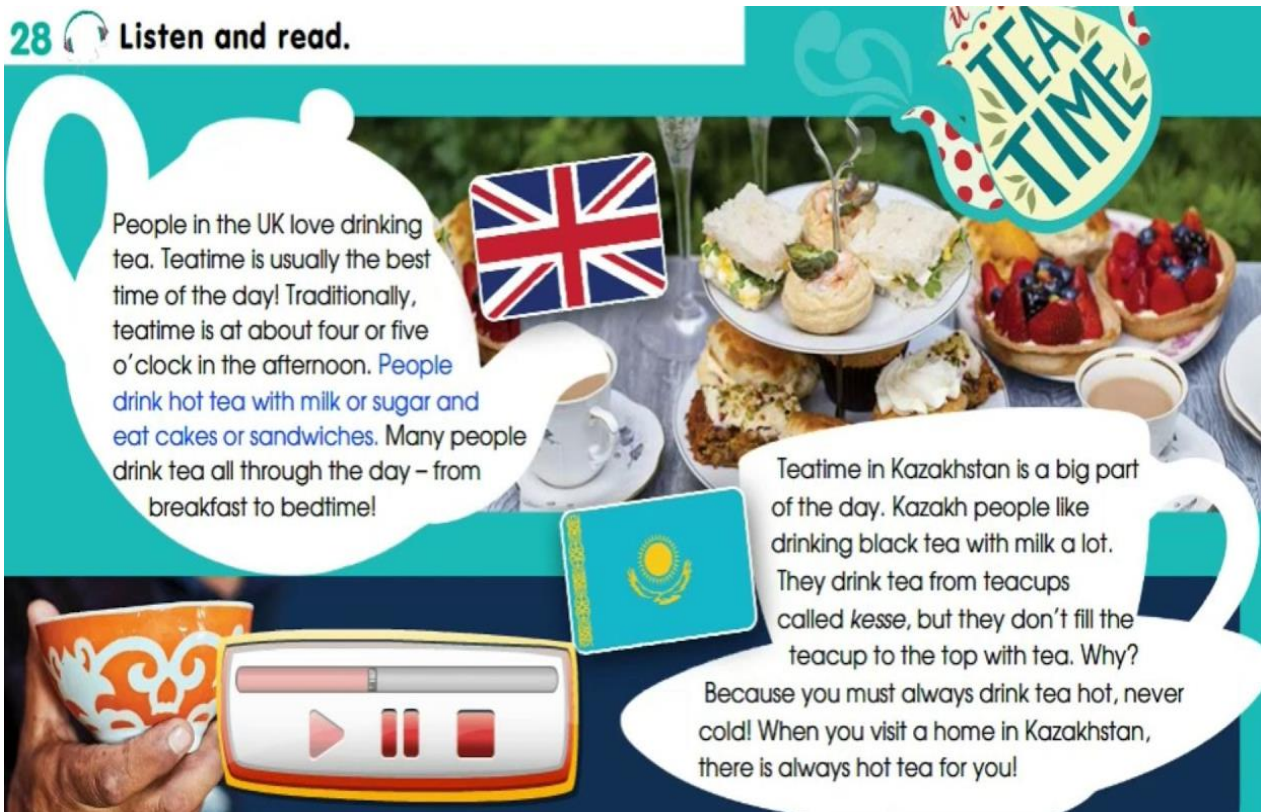 28 Listen and read.
TEA
TIME
People in the UK love drinking
tea. Teatime is usually the best
time of the day! Traditionally,
teatime is at about four or five
o'clock in the afternoon. People
drink hot tea with milk or sugar and
eat cakes or sandwiches. Many people
drink tea all through the day – from
breakfast to bedtime!
Teatime in Kazakhstan is a big part
of the day. Kazakh people like
drinking black tea with milk a lot.
They drink tea from teacups
called kesse, but they don't fill the
teacup to the top with tea. Why?
Because you must always drink tea hot, never
cold! When you visit a home in Kazakhstan,
there is always hot tea for you!